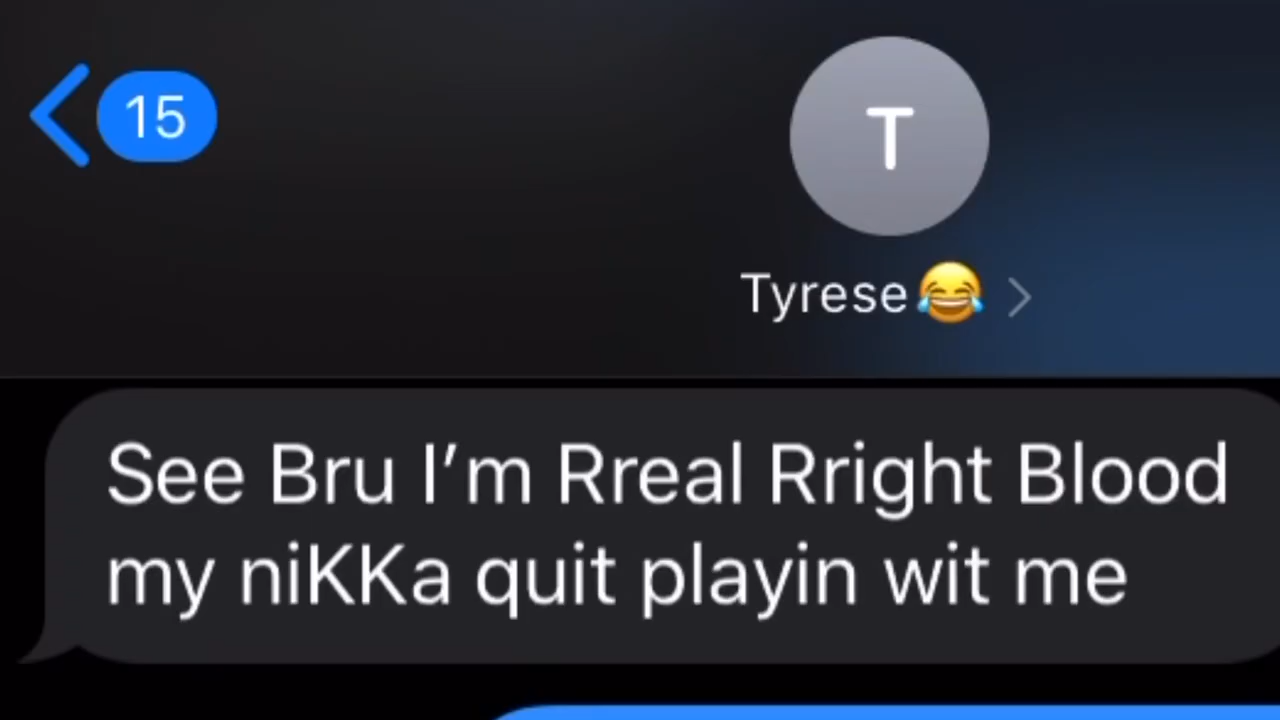 15
T
Tyrese😂 >
See Bru I’m Rreal Rright Blood
my niKKa quit playin wit me